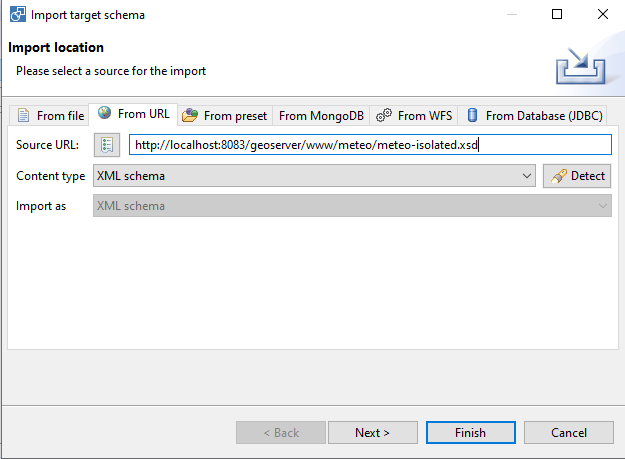 Import target schema
Import location
Please select a source for the import
From file From URL From preset From MongoDB From WFS From Database (JDBC)
Source URL: http://localhost:8083/geoserver/www/meteo/meteo-isolated.xsd
Content type XML schema Detect
Import as XML schema
< Back Next > Finish Cancel